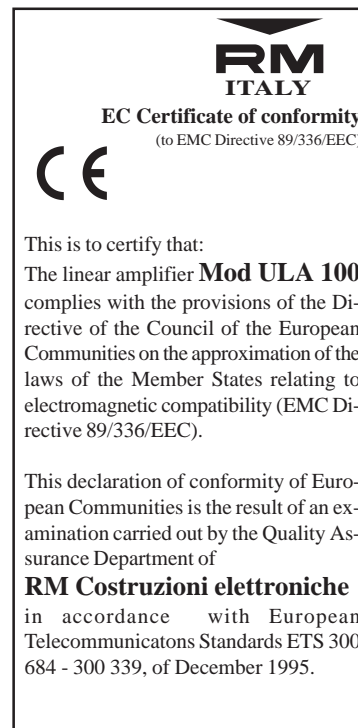 RM
ITALY
EC Certificate of conformity
(to EMC Directive 89/336/EEC)
CE
This is to certify that:
The linear amplifier Mod ULA 100
complies with the provisions of the Di-
rective of the Council of the European
Communities on the approximation of the
laws of the Member States relating to
electromagnetic compatibility (EMC Di-
rective 89/336/EEC).
This declaration of conformity of Euro-
pean Communities is the result of an ex-
amination carried out by the Quality As-
surance Department of
RM Costruzioni elettroniche
in accordance with European
Telecommunicatons Standards ETS 300
684 - 300 339, of December 1995.